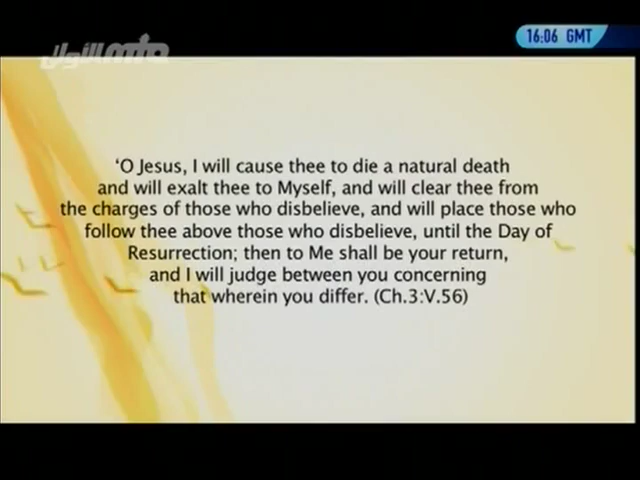 الأولى mta
16:06 GMT
‘O Jesus, I will cause thee to die a natural death
and will exalt thee to Myself, and will clear thee from
the charges of those who disbelieve, and will place those who
follow thee above those who disbelieve, until the Day of
Resurrection; then to Me shall be your return,
and I will judge between you concerning
that wherein you differ. (Ch.3:V.56)